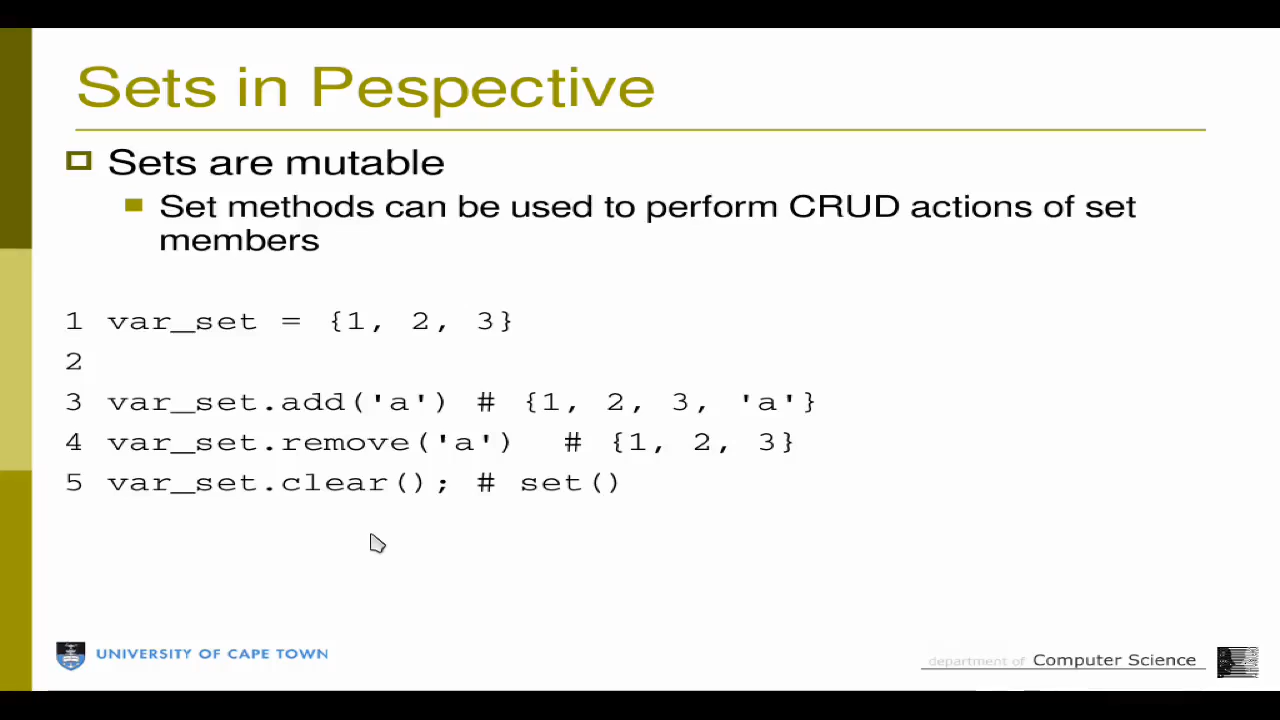 Sets in Pespective
Sets are mutable
Set methods can be used to perform CRUD actions of set
members
1 var_set = {1, 2, 3}
2
3 var_set.add('a') # {1, 2, 3, 'a'}
4 var_set.remove('a')  # {1, 2, 3}
5 var_set.clear(); # set()
UNIVERSITY OF CAPE TOWN
department of Computer Science